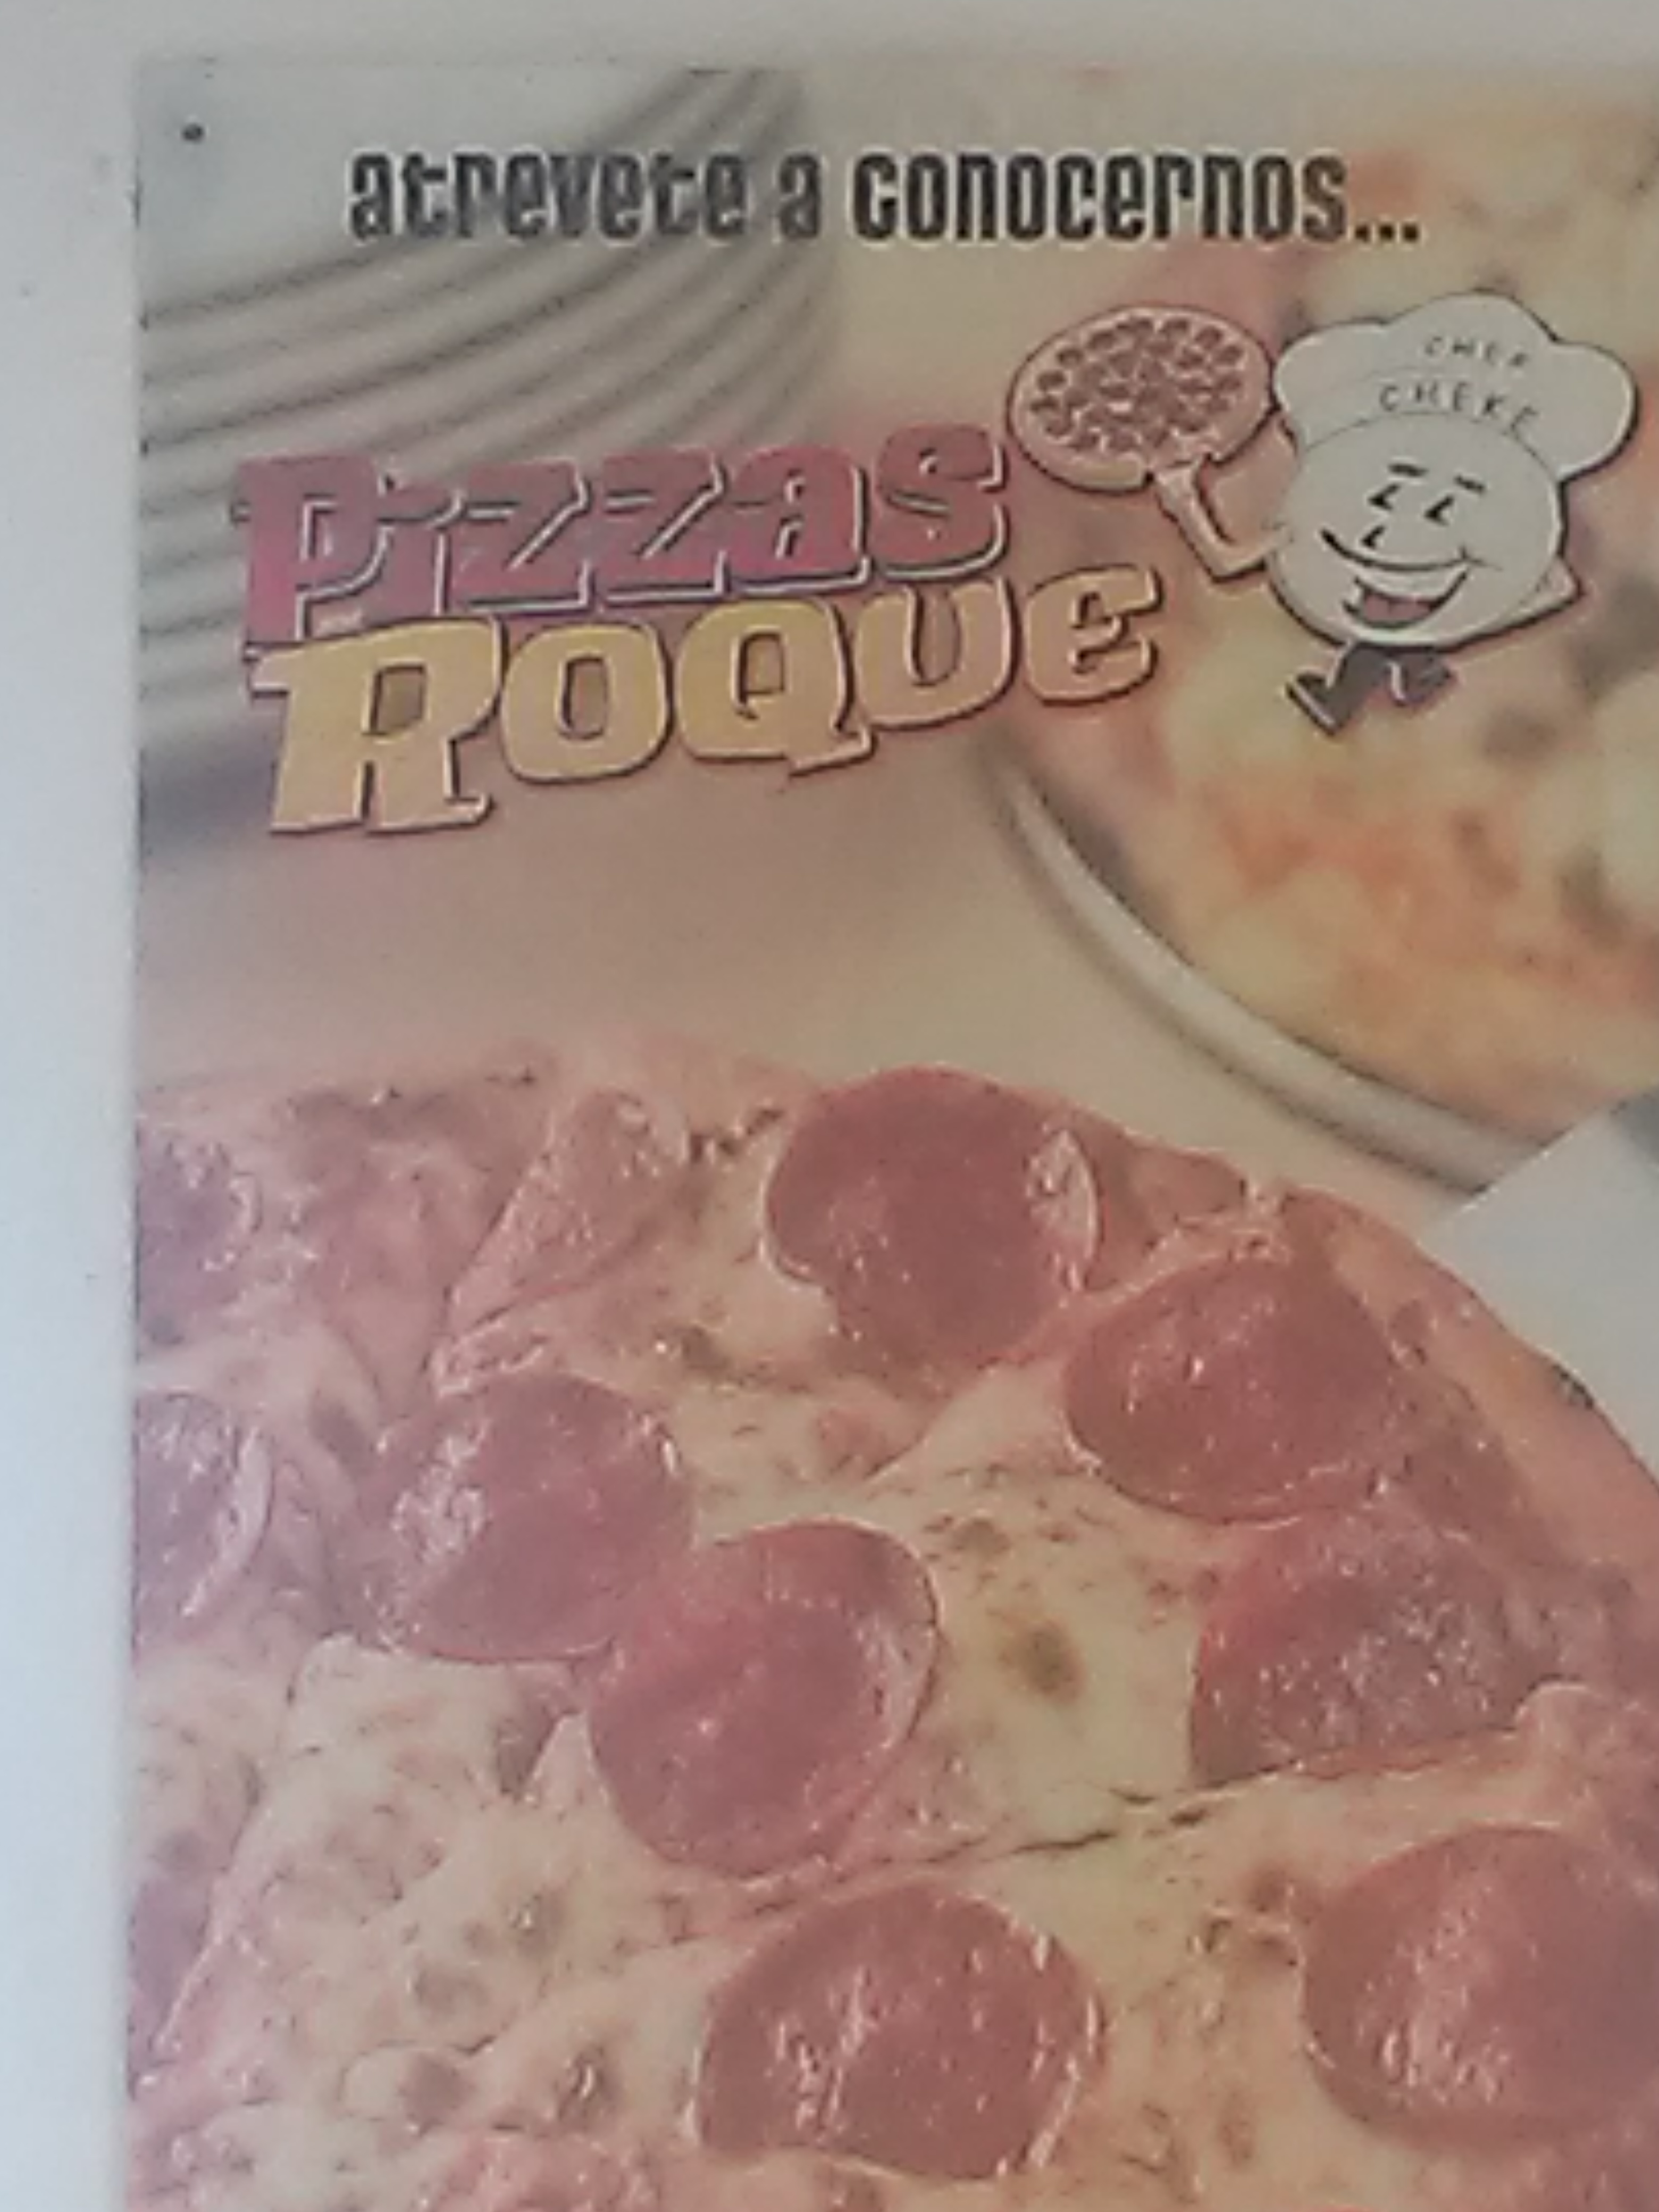 atrevete a conocernos...
CHEF
CHEKE
Pizzas
ROQUE